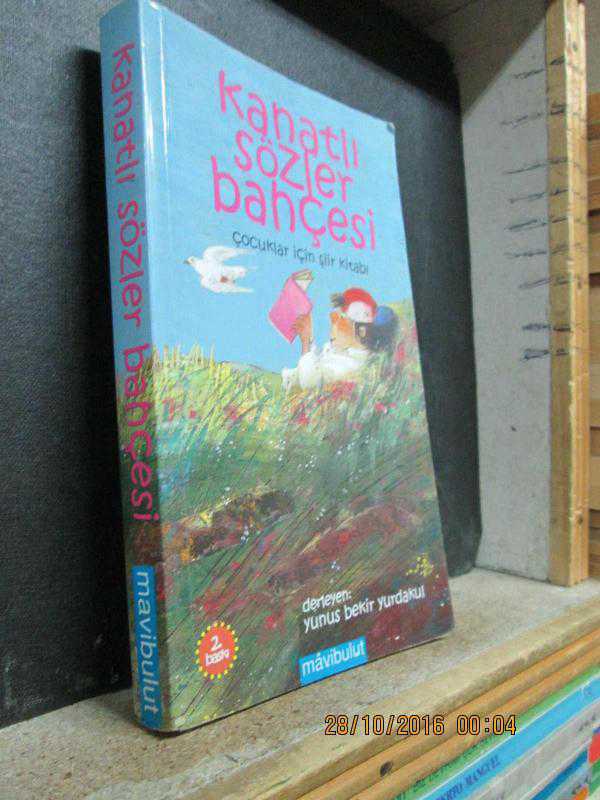 kanatlı sözler bahçesi
mavibulut
kanatlı
sözler
bahçesi
çocuklar için şiir kitabı
derleyen:
yunus bekir yurdakul
mavibulut
2.
baskı
28/10/2016 00:04